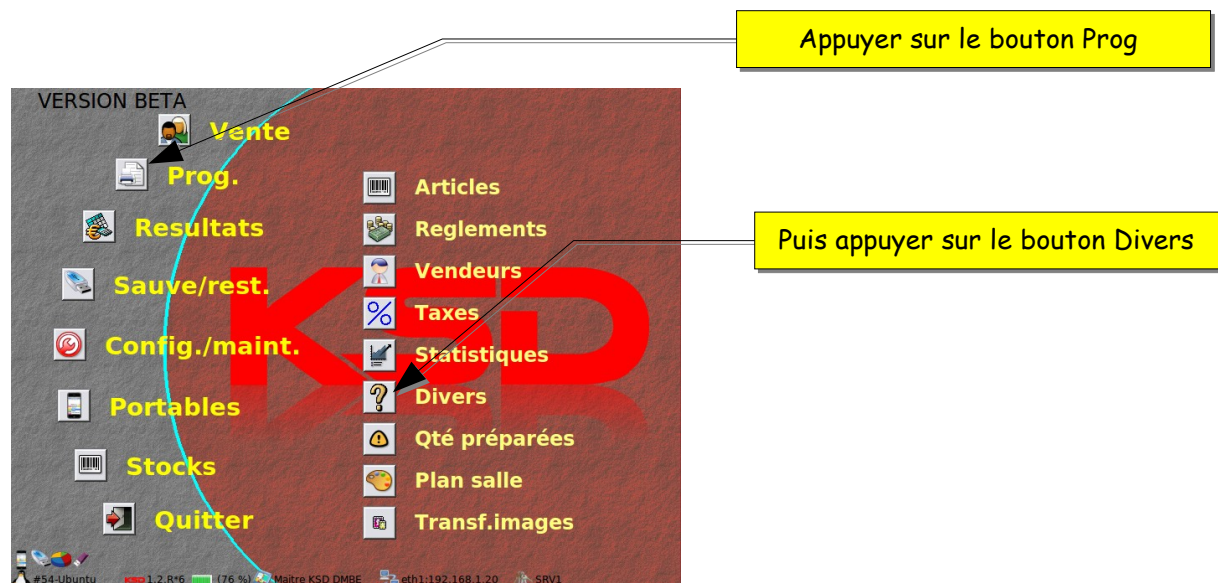 Appuyer sur le bouton Prog
VERSION BETA
Vente
Prog.
Resultats
Sauve/rest.
Config./maint.
Portables
Stocks
Quitter
Articles
Reglements
Vendeurs
Taxes
Statistiques
Divers
Qté préparées
Plan salle
Transf.images
Puis appuyer sur le bouton Divers
KSD
#54-Ubuntu KSD 1.2.R*6 (76 %) Maitre KSD DMBE eth1:192.168.1.20 SRV1